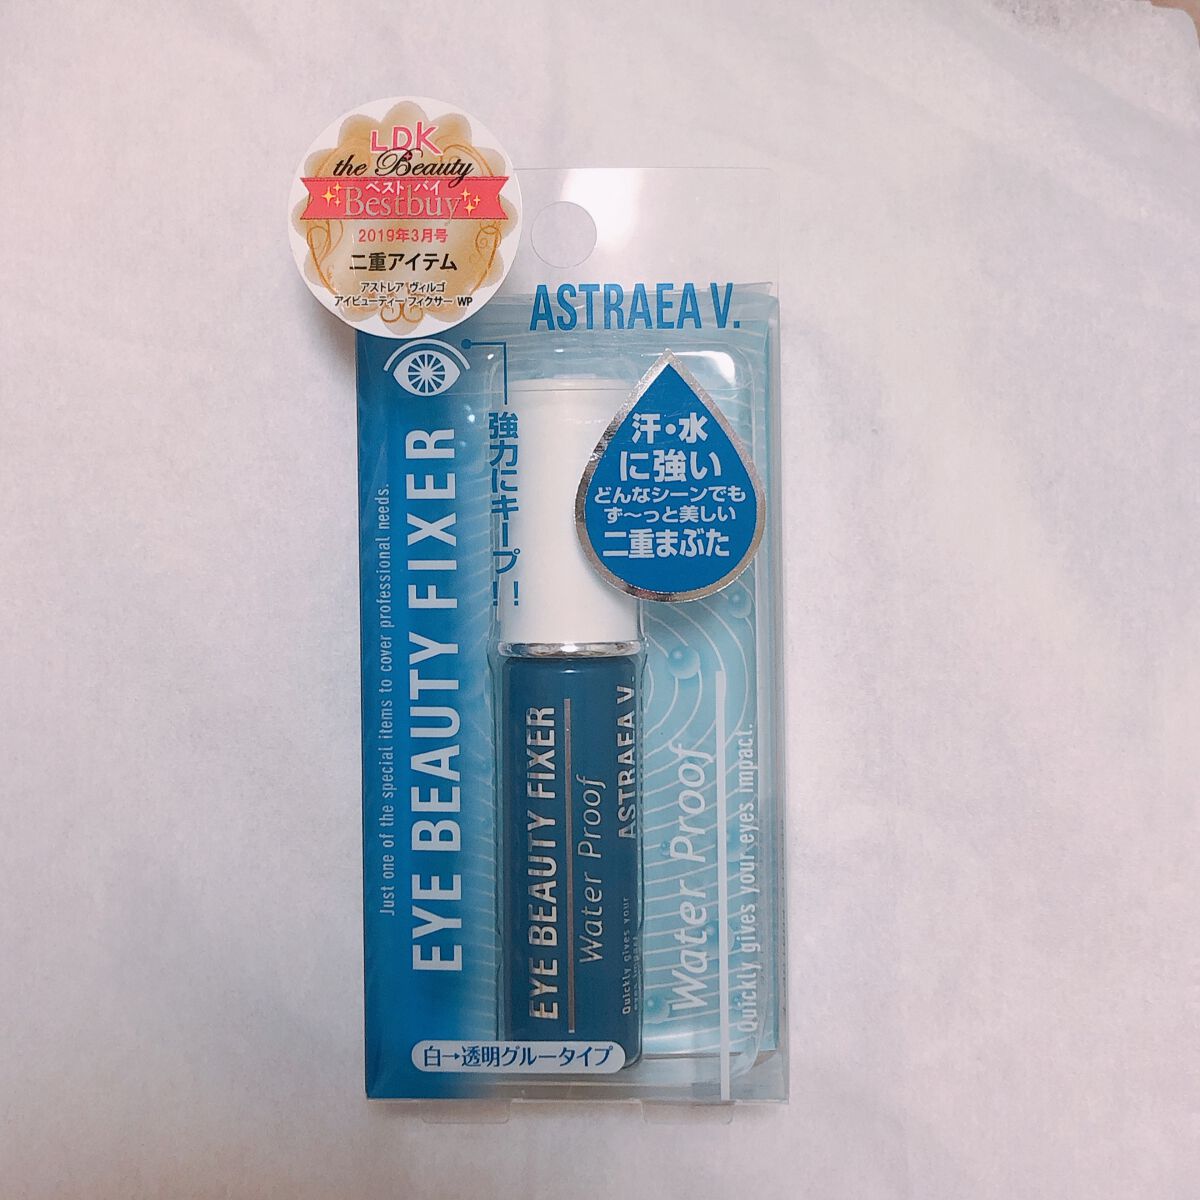 LDK
the Beauty
ベストバイ
Bestbuy
2019年3月号
二重アイテム
アストレア ヴィルゴ
アイビューティー フィクサー WP
ASTRAEA V.
強力にキープ!!
汗・水
に強い
どんなシーンでも
ず〜っと美しい
二重まぶた
Just one of the special items to cover professional needs.
EYE BEAUTY FIXER
EYE BEAUTY FIXER
Water Proof
ASTRAEA V.
Quickly gives your
eyes impact.
Water Proof
Quickly gives your eyes impact.
白→透明グルータイプ